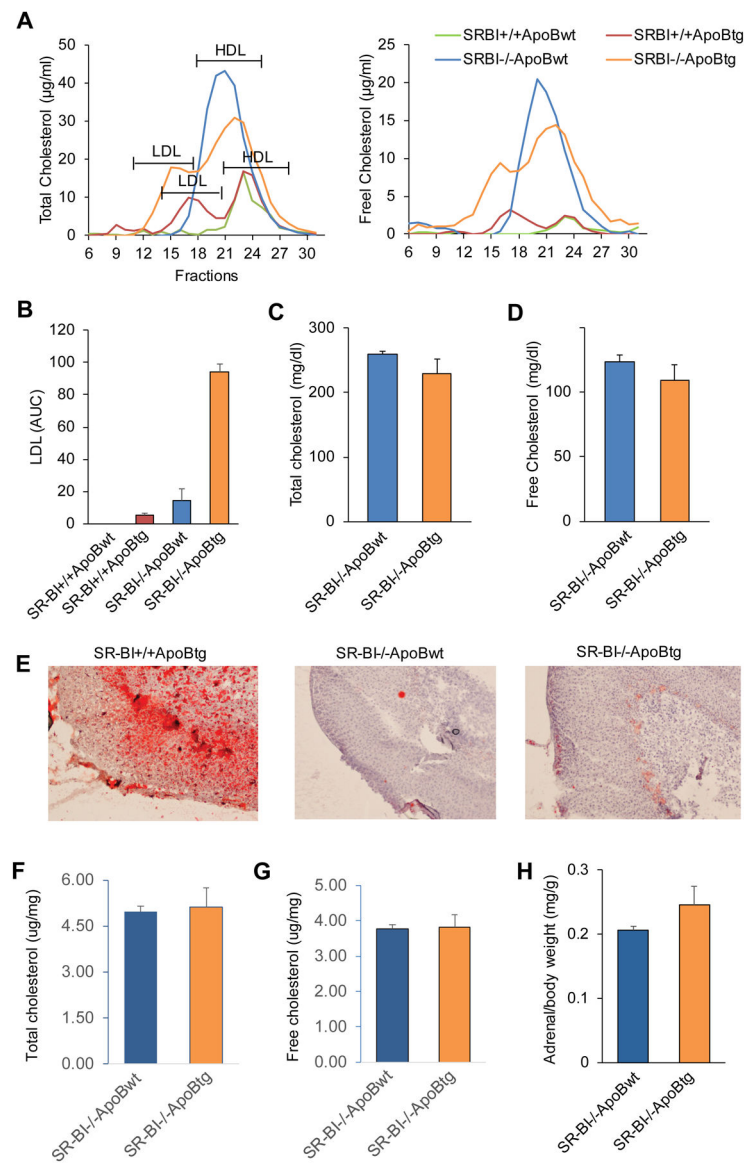 A
SRBI+/+ApoBwt
SRBI+/+ApoBtg
SRBI-/-ApoBwt
SRBI-/-ApoBtg
Total Cholesterol (µg/ml)
50
40
30
20
10
0
HDL
LDL
HDL
LDL
6 9 12 15 18 21 24 27 30
Fractions
Freel Cholesterol (µg/ml)
25
20
15
10
5
0
6 9 12 15 18 21 24 27 30
B
LDL (AUC)
120
100
80
60
40
20
0
SR-BI+/+ApoBwt
SR-BI+/+ApoBtg
SR-BI-/-ApoBwt
SR-BI-/-ApoBtg
C
Total cholesterol (mg/dl)
300
200
100
0
SR-BI-/-ApoBwt
SR-BI-/-ApoBtg
D
Free Cholesterol (mg/dl)
100
50
0
SR-BI-/-ApoBwt
SR-BI-/-ApoBtg
E
SR-BI+/+ApoBtg
SR-BI-/-ApoBwt
SR-BI-/-ApoBtg
F
Total cholesterol (ug/mg)
6.00
4.50
3.00
1.50
0.00
SR-BI-/-ApoBwt
SR-BI-/-ApoBtg
G
Free cholesterol (ug/mg)
5.00
4.00
3.00
2.00
1.00
0.00
SR-BI-/-ApoBwt
SR-BI-/-ApoBtg
H
Adrenal/body weight (mg/g)
0.3
0.2
0.1
0
SR-BI-/-ApoBwt
SR-BI-/-ApoBtg